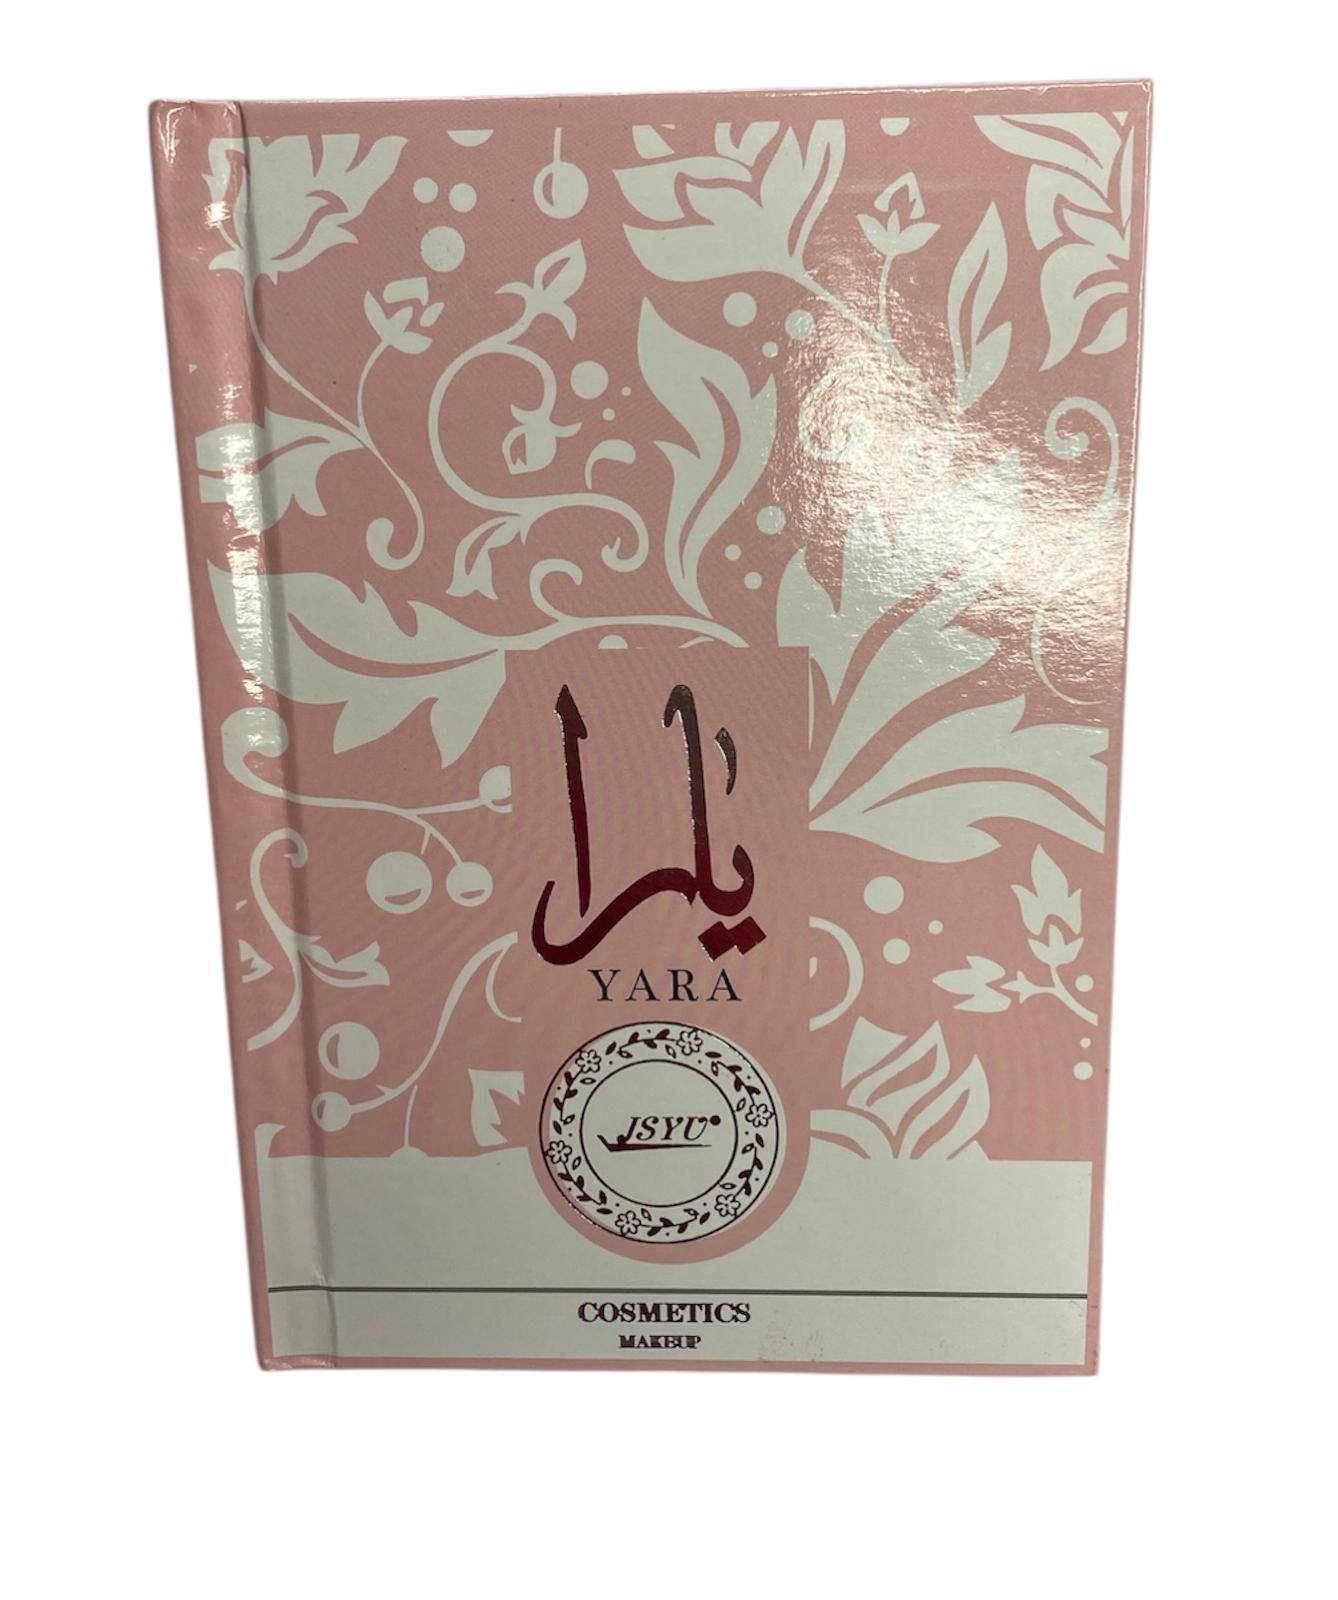 يارا
YARA
JSYU
COSMETICS
MAKEUP